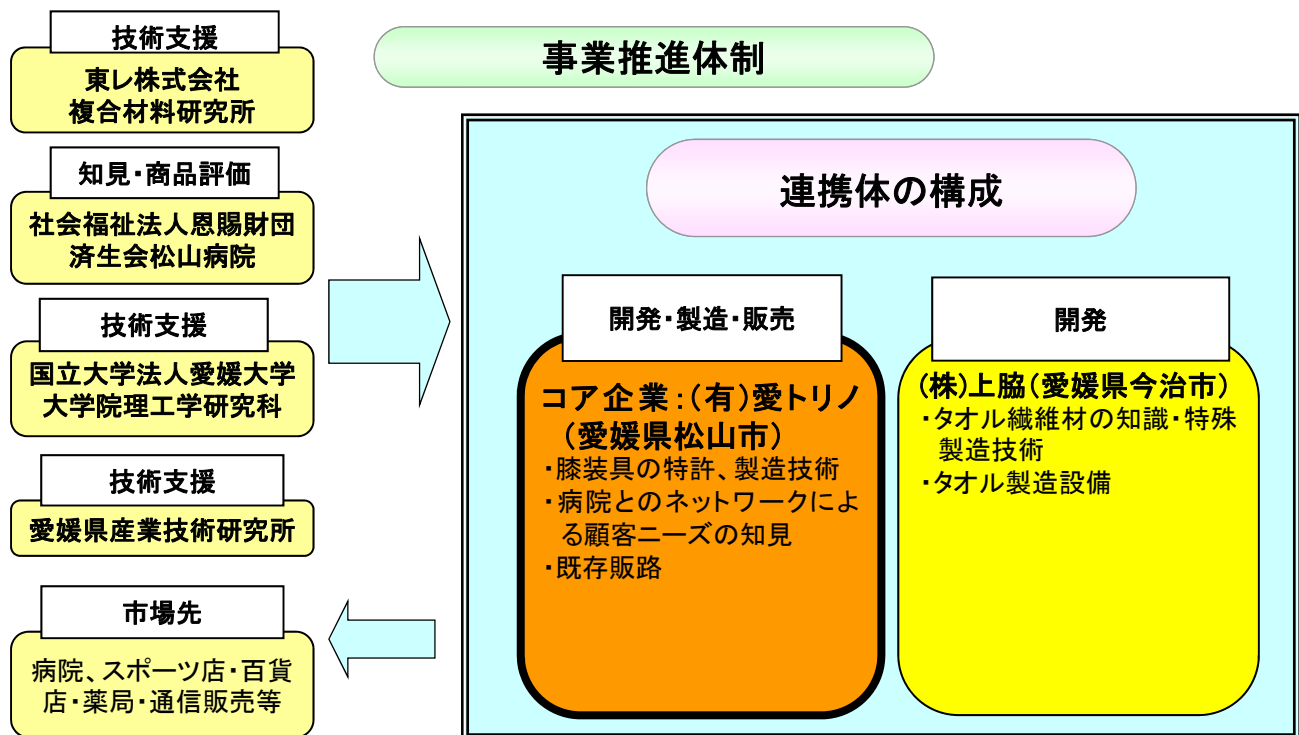 事業推進体制
技術支援
東レ株式会社
複合材料研究所
知見・商品評価
社会福祉法人恩賜財団
済生会松山病院
技術支援
国立大学法人愛媛大学
大学院理工学研究科
技術支援
愛媛県産業技術研究所
市場先
病院、スポーツ店・百貨
店・薬局・通信販売等
連携体の構成
開発・製造・販売
コア企業：(有)愛トリノ
（愛媛県松山市）
・膝装具の特許、製造技術
・病院とのネットワークによ
る顧客ニーズの知見
・既存販路
開発
(株)上脇（愛媛県今治市）
・タオル繊維材の知識・特殊
製造技術
・タオル製造設備